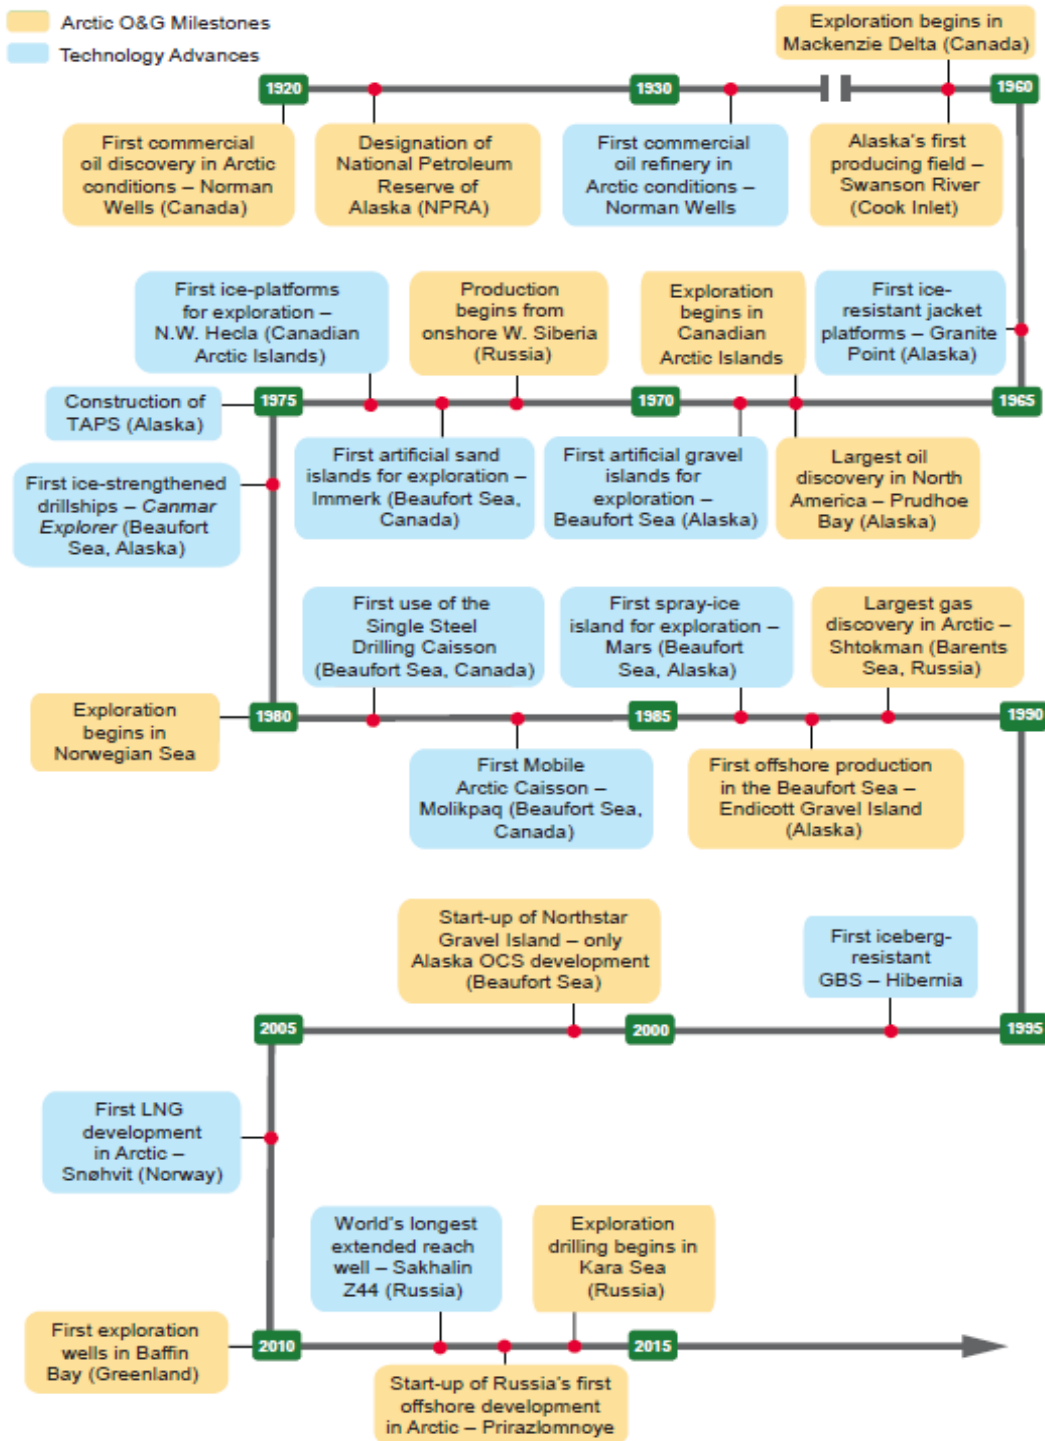 Arctic O&G Milestones
Technology Advances
Exploration begins in
Mackenzie Delta (Canada)
1920
1930
1960
First commercial
oil discovery in Arctic
conditions – Norman
Wells (Canada)
Designation of
National Petroleum
Reserve of
Alaska (NPRA)
First commercial
oil refinery in
Arctic conditions –
Norman Wells
Alaska's first
producing field –
Swanson River
(Cook Inlet)
First ice-platforms
for exploration –
N.W. Hecla (Canadian
Arctic Islands)
Production
begins from
onshore W. Siberia
(Russia)
Exploration
begins in
Canadian
Arctic Islands
First ice-
resistant jacket
platforms – Granite
Point (Alaska)
Construction of
TAPS (Alaska)
1975
1970
1965
First ice-strengthened
drillships – Canmar
Explorer (Beaufort
Sea, Alaska)
First artificial sand
islands for exploration –
Immerk (Beaufort Sea,
Canada)
First artificial gravel
islands for
exploration –
Beaufort Sea (Alaska)
Largest oil
discovery in North
America – Prudhoe
Bay (Alaska)
First use of the
Single Steel
Drilling Caisson
(Beaufort Sea, Canada)
First spray-ice
island for exploration –
Mars (Beaufort
Sea, Alaska)
Largest gas
discovery in Arctic –
Shtokman (Barents
Sea, Russia)
Exploration
begins in
Norwegian Sea
1980
1985
1990
First Mobile
Arctic Caisson –
Molikpaq (Beaufort Sea,
Canada)
First offshore production
in the Beaufort Sea –
Endicott Gravel Island
(Alaska)
Start-up of Northstar
Gravel Island – only
Alaska OCS development
(Beaufort Sea)
First iceberg-
resistant
GBS – Hibernia
2005
2000
1995
First LNG
development
in Arctic –
Snøhvit (Norway)
World's longest
extended reach
well – Sakhalin
Z44 (Russia)
Exploration
drilling begins in
Kara Sea
(Russia)
First exploration
wells in Baffin
Bay (Greenland)
2010
2015
Start-up of Russia's first
offshore development
in Arctic – Prirazlomnoye